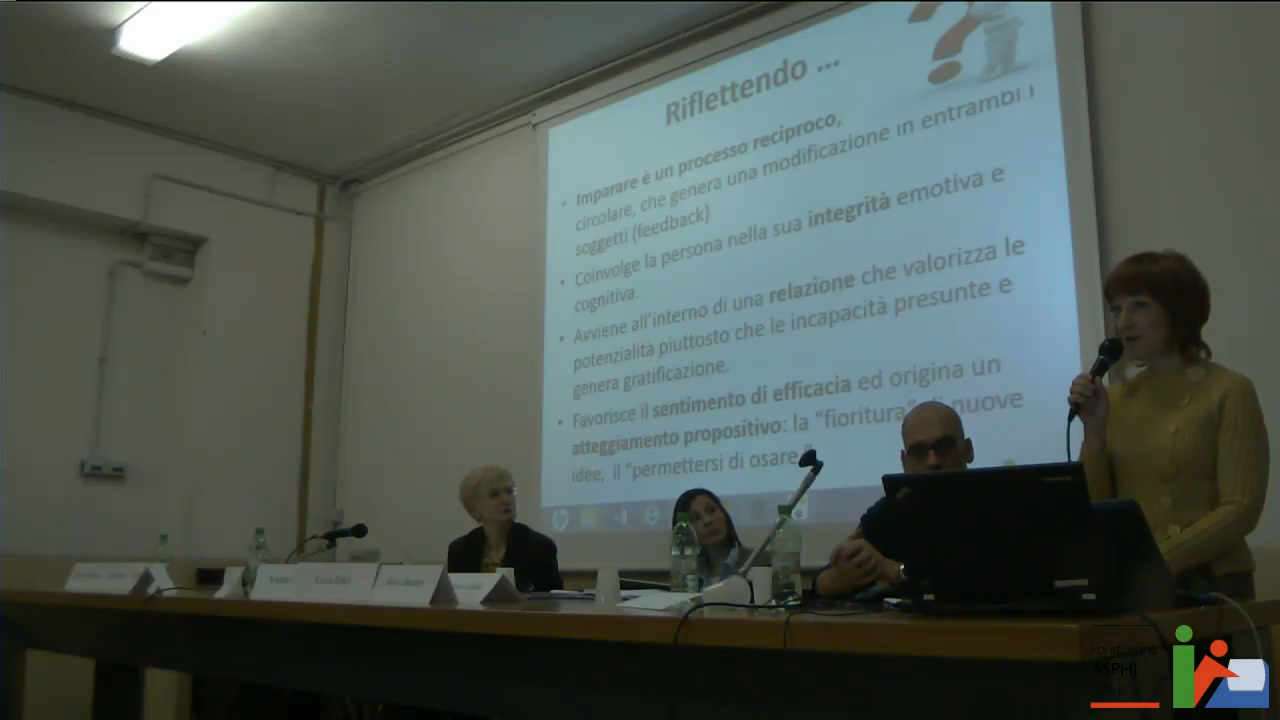 Riflettendo ...
• Imparare è un processo reciproco,
circolare, che genera una modificazione in entrambi i
soggetti (feedback)
• Coinvolge la persona nella sua integrità emotiva e
cognitiva.
• Avviene all'interno di una relazione che valorizza le
potenzialità piuttosto che le incapacità presunte e
genera gratificazione.
• Favorisce il sentimento di efficacia ed origina un
atteggiamento propositivo: la "fioritura" di nuove
idee, il "permettersi di osare"
Fondazione
ASPHI